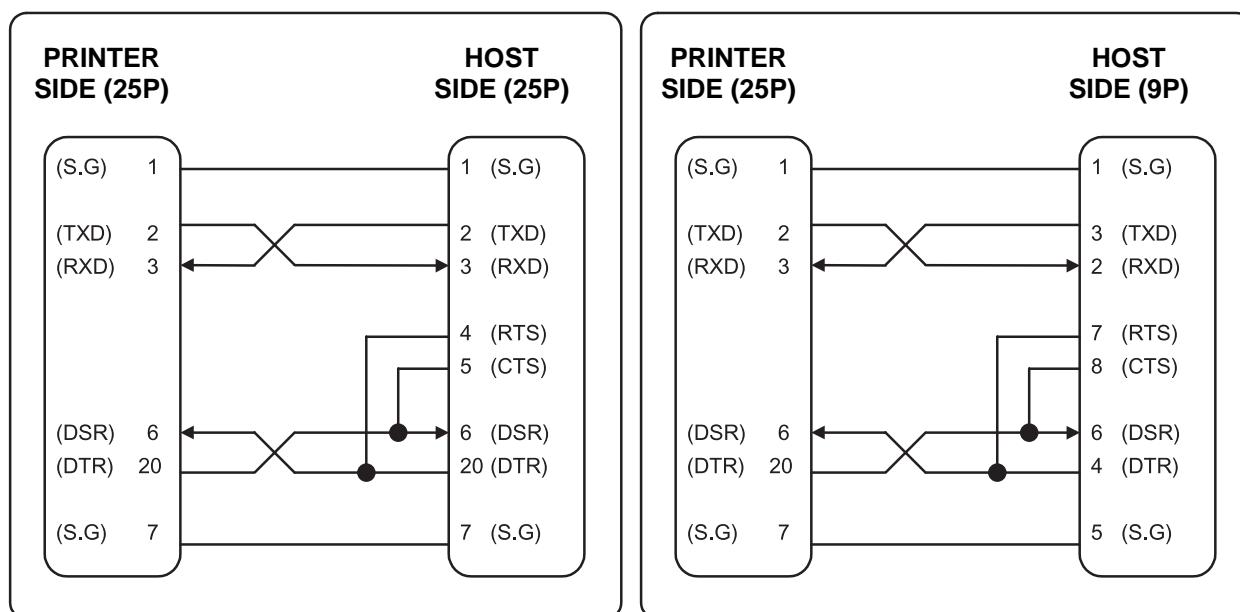 PRINTER
SIDE (25P)
HOST
SIDE (25P)
(S.G) 1
1 (S.G)
(TXD) 2
2 (TXD)
(RXD) 3
3 (RXD)
4 (RTS)
5 (CTS)
(DSR) 6
6 (DSR)
(DTR) 20
20 (DTR)
(S.G) 7
7 (S.G)
PRINTER
SIDE (25P)
HOST
SIDE (9P)
(S.G) 1
1 (S.G)
(TXD) 2
3 (TXD)
(RXD) 3
2 (RXD)
7 (RTS)
8 (CTS)
(DSR) 6
6 (DSR)
(DTR) 20
4 (DTR)
(S.G) 7
5 (S.G)